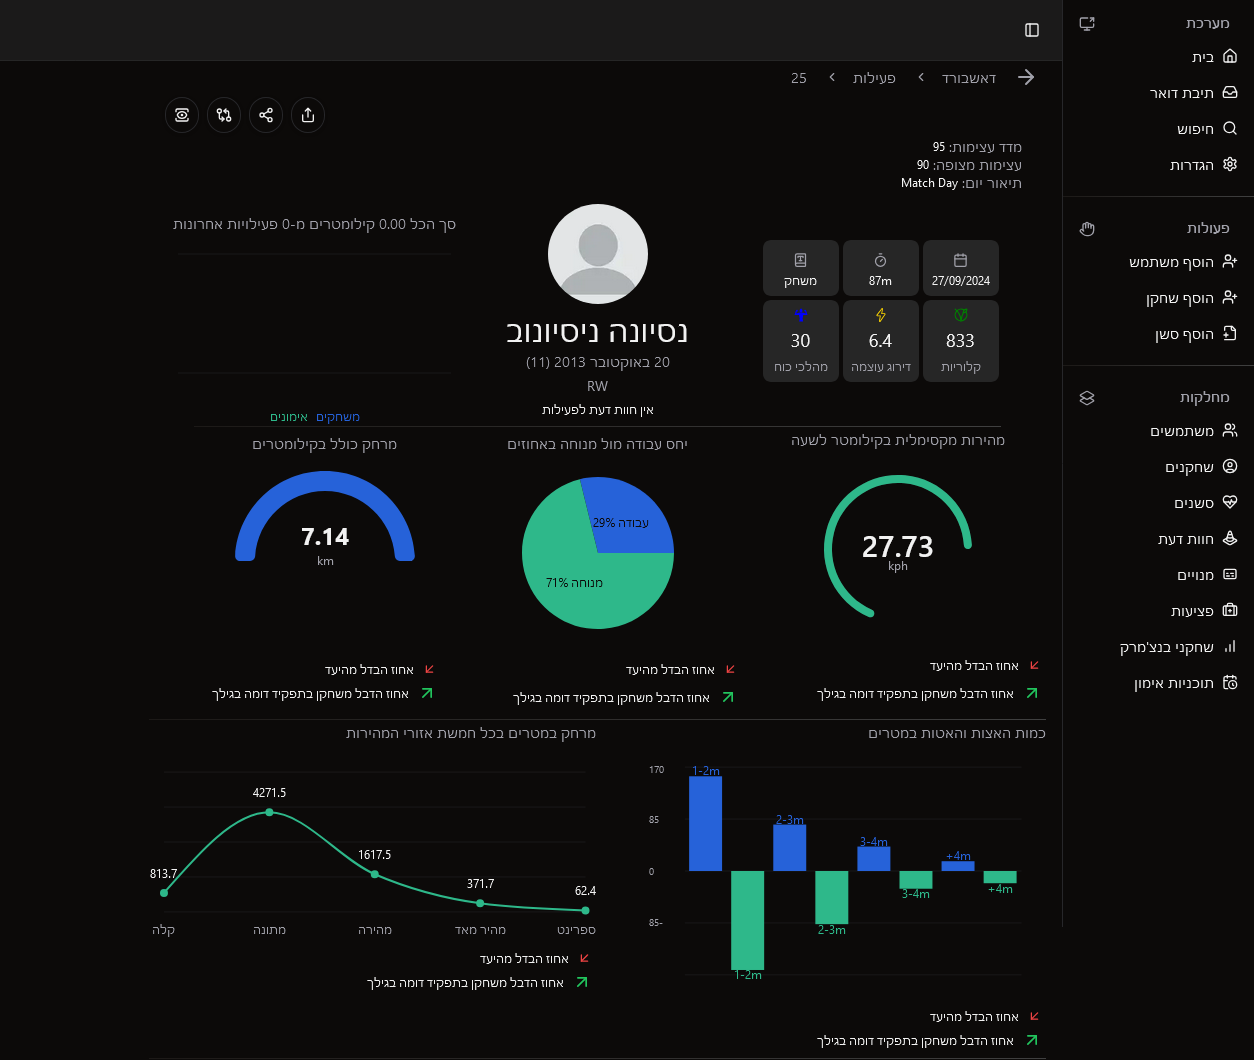 מערכת
בית
תיבת דואר
חיפוש
הגדרות
פעולות
הוסף משתמש
הוסף שחקן
הוסף סשן
מחלקות
משתמשים
שחקנים
סשנים
חוות דעת
מנויים
פציעות
שחקני בנצ'מרק
תוכניות אימון
דאשבורד
פעילות
25
מדד עצימות: 95
עצימות מצופה: 90
תיאור יום: Match Day
27/09/2024
87m
משחק
833
קלוריות
6.4
דירוג עוצמה
30
מהלכי כוח
נסיונה ניסיונוב
20 באוקטובר 2013 (11)
RW
אין חוות דעת לפעילות
סך הכל 0.00 קילומטרים מ-0 פעילויות אחרונות
משחקים
אימונים
מהירות מקסימלית בקילומטר לשעה
27.73
kph
אחוז הבדל מהיעד
אחוז הדבל משחקן בתפקיד דומה בגילך
יחס עבודה מול מנוחה באחוזים
עבודה 29%
מנוחה 71%
אחוז הבדל מהיעד
אחוז הדבל משחקן בתפקיד דומה בגילך
מרחק כולל בקילומטרים
7.14
km
אחוז הבדל מהיעד
אחוז הדבל משחקן בתפקיד דומה בגילך
כמות האצות והאטות במטרים
170
85
0
85-
1-2m
2-3m
3-4m
+4m
1-2m
2-3m
3-4m
+4m
אחוז הבדל מהיעד
אחוז הדבל משחקן בתפקיד דומה בגילך
מרחק במטרים בכל חמשת אזורי המהירות
813.7
4271.5
1617.5
371.7
62.4
קלה
מתונה
מהירה
מהיר מאד
ספרינט
אחוז הבדל מהיעד
אחוז הדבל משחקן בתפקיד דומה בגילך